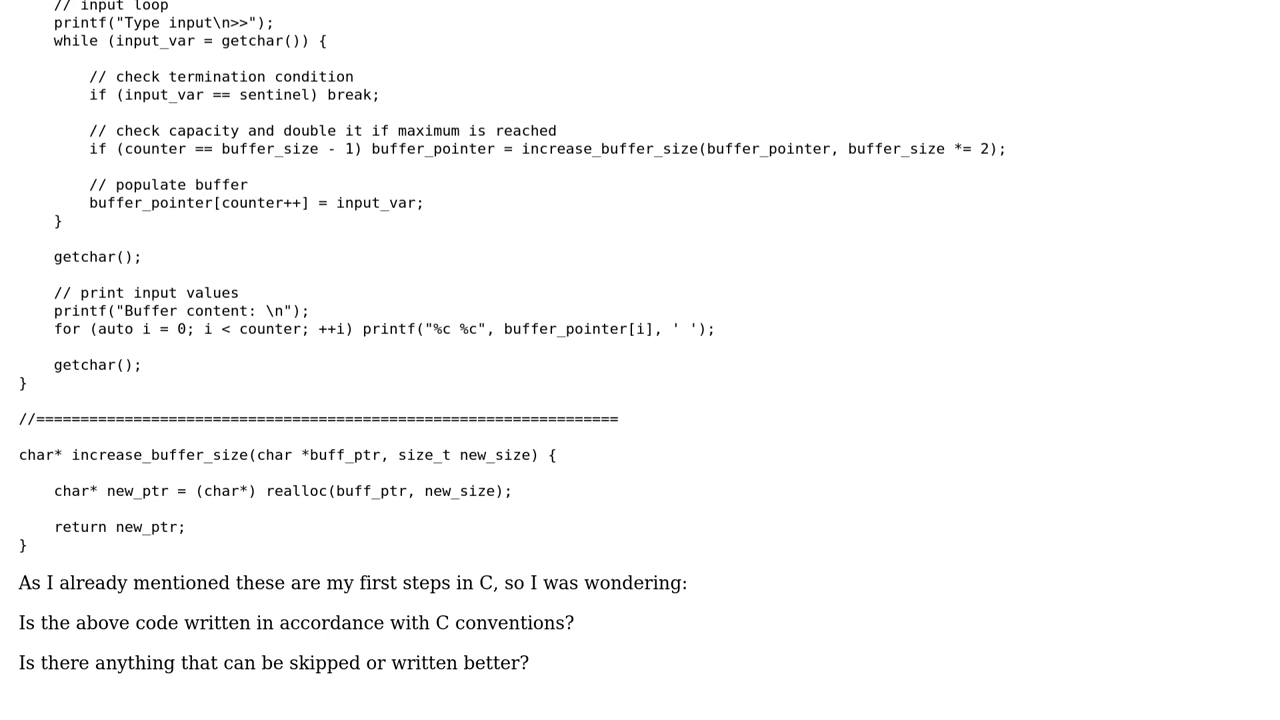 // input loop
    printf("Type input\n>>");
    while (input_var = getchar()) {

        // check termination condition
        if (input_var == sentinel) break;

        // check capacity and double it if maximum is reached
        if (counter == buffer_size - 1) buffer_pointer = increase_buffer_size(buffer_pointer, buffer_size *= 2);

        // populate buffer
        buffer_pointer[counter++] = input_var;
    }

    getchar();

    // print input values
    printf("Buffer content: \n");
    for (auto i = 0; i < counter; ++i) printf("%c %c", buffer_pointer[i], ' ');

    getchar();
}

//==================================================================

char* increase_buffer_size(char *buff_ptr, size_t new_size) {

    char* new_ptr = (char*) realloc(buff_ptr, new_size);

    return new_ptr;
}
As I already mentioned these are my first steps in C, so I was wondering:
Is the above code written in accordance with C conventions?
Is there anything that can be skipped or written better?